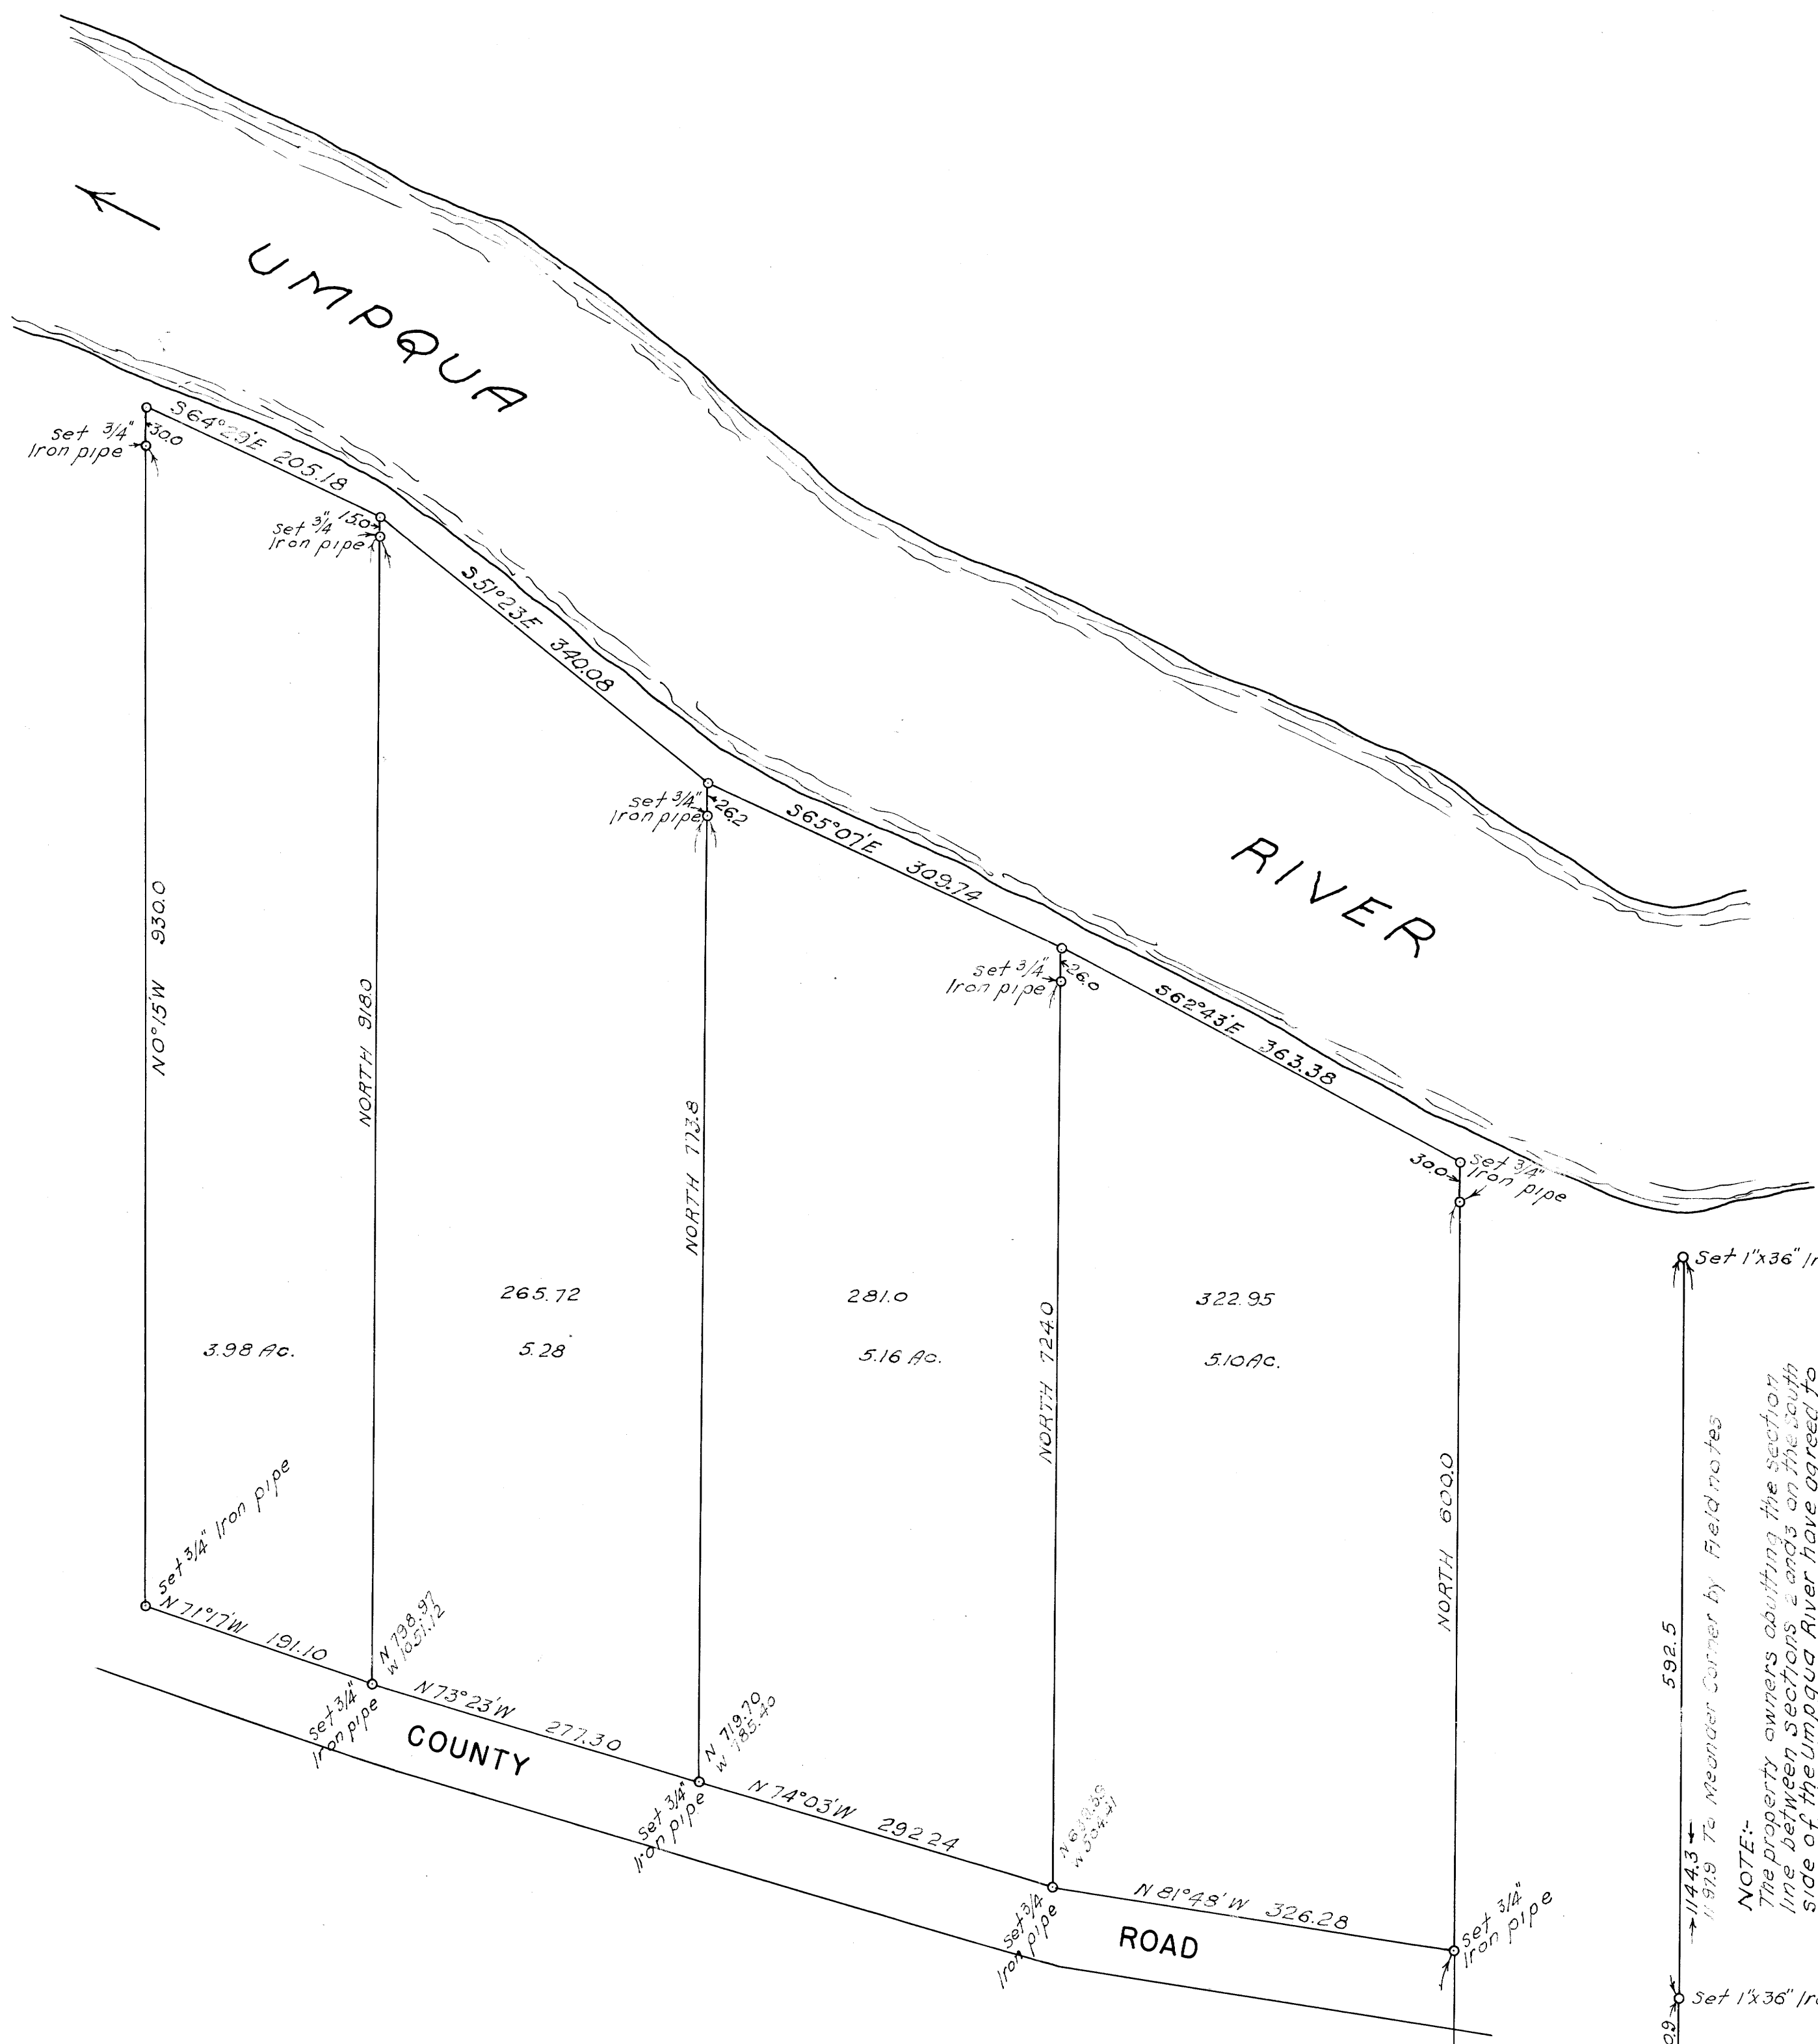 UMPQUA
RIVER
S64°29'E 205.18
30.0
set 3/4"
Iron pipe
15.0
set 3/4"
Iron pipe
S51°23E 340.08
set 3/4"
Iron pipe
26.2
S65°07'E 309.74
set 3/4"
Iron pipe
26.0
S62°43'E 363.38
30.0
set 3/4"
Iron pipe
N0°15'W 930.0
NORTH 918.0
NORTH 773.8
NORTH 724.0
NORTH 600.0
3.98 Ac.
265.72
5.28
281.0
5.16 Ac.
322.95
5.10 Ac.
set 3/4" Iron pipe
N 71°17'W 191.10
N 798.97
W 1051.12
set 3/4"
Iron pipe
N73°23'W 277.30
N 719.70
W 785.40
set 3/4"
Iron pipe
N 74°03'W 292.24
W 504.41
set 3/4
Iron pipe
N 81°48'W 326.28
set 3/4"
Iron pipe
COUNTY
ROAD
Set 1"x36"
592.5
1144.3
To Meander Corner by Field notes
NOTE:-
The property owners abutting the section
line between sections 2 and 3 on the south
side of the Umpqua River have agreed to
Set 1"x36"